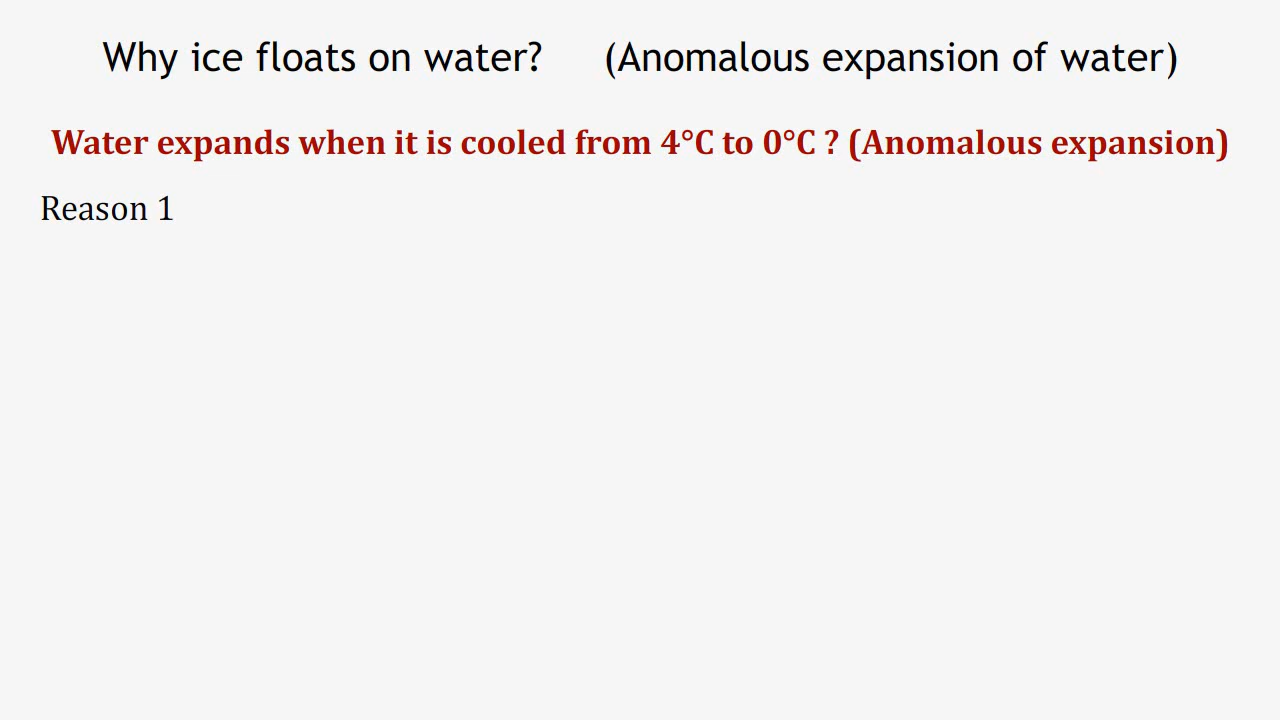 Why ice floats on water? (Anomalous expansion of water)
Water expands when it is cooled from 4°C to 0°C ? (Anomalous expansion)
Reason 1